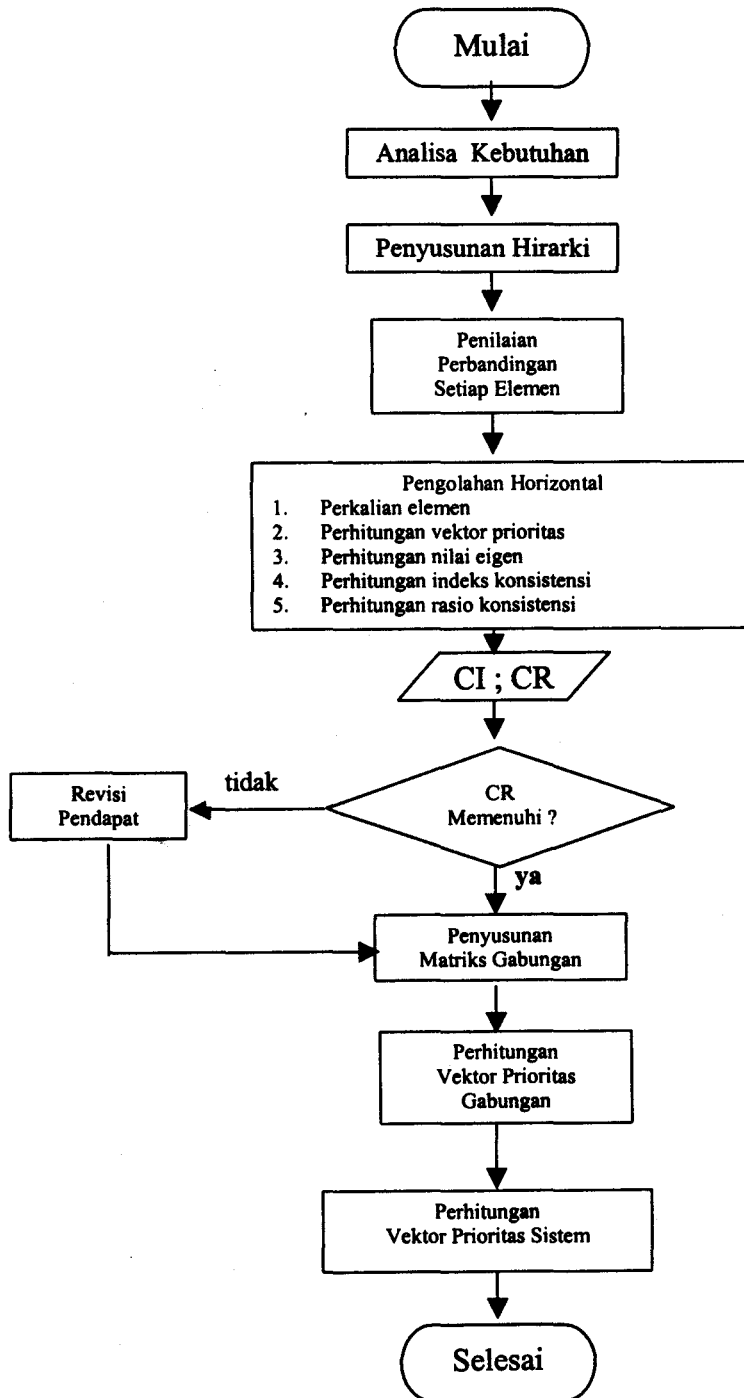 Mulai
Analisa Kebutuhan
Penyusunan Hirarki
Penilaian
Perbandingan
Setiap Elemen
Pengolahan Horizontal
1. Perkalian elemen
2. Perhitungan vektor prioritas
3. Perhitungan nilai eigen
4. Perhitungan indeks konsistensi
5. Perhitungan rasio konsistensi
CI ; CR
CR
Memenuhi ?
tidak
Revisi
Pendapat
ya
Penyusunan
Matriks Gabungan
Perhitungan
Vektor Prioritas
Gabungan
Perhitungan
Vektor Prioritas Sistem
Selesai